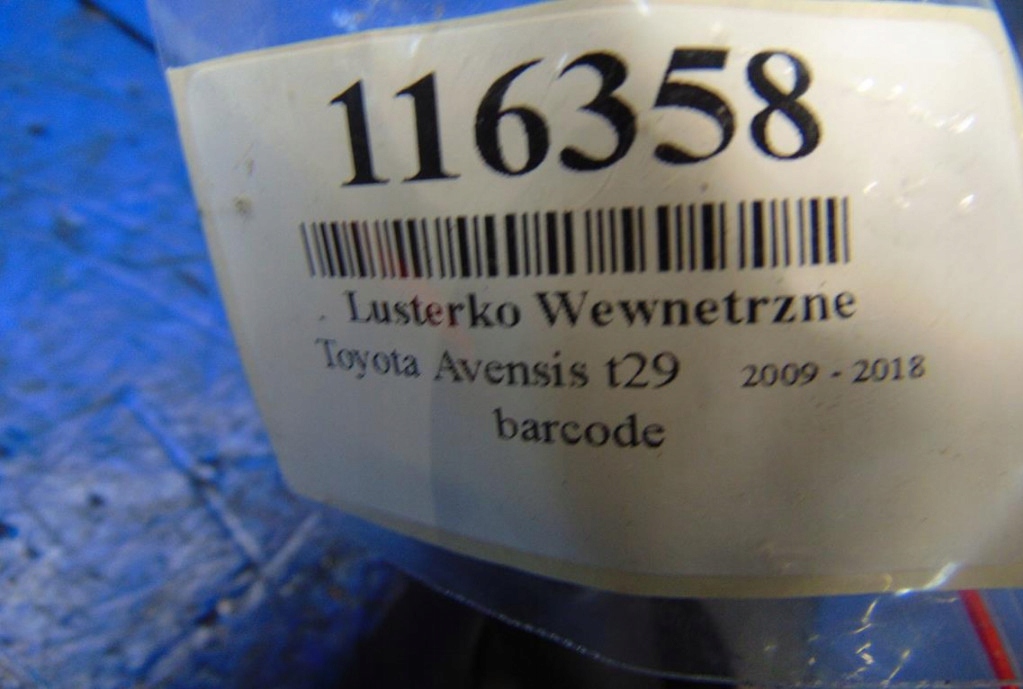 116358
Lusterko Wewnetrzne
Toyota Avensis t29 2009 - 2018
barcode